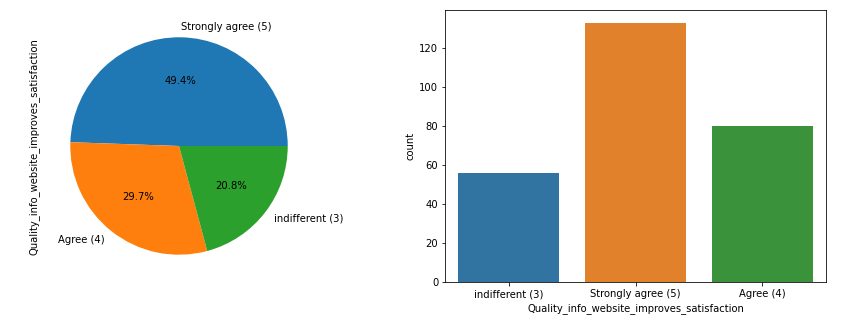 Quality_info_website_improves_satisfaction
Strongly agree (5)
49.4%
29.7%
20.8%
Agree (4)
indifferent (3)
count
120
100
80
60
40
20
0
indifferent (3)
Strongly agree (5)
Agree (4)
Quality_info_website_improves_satisfaction